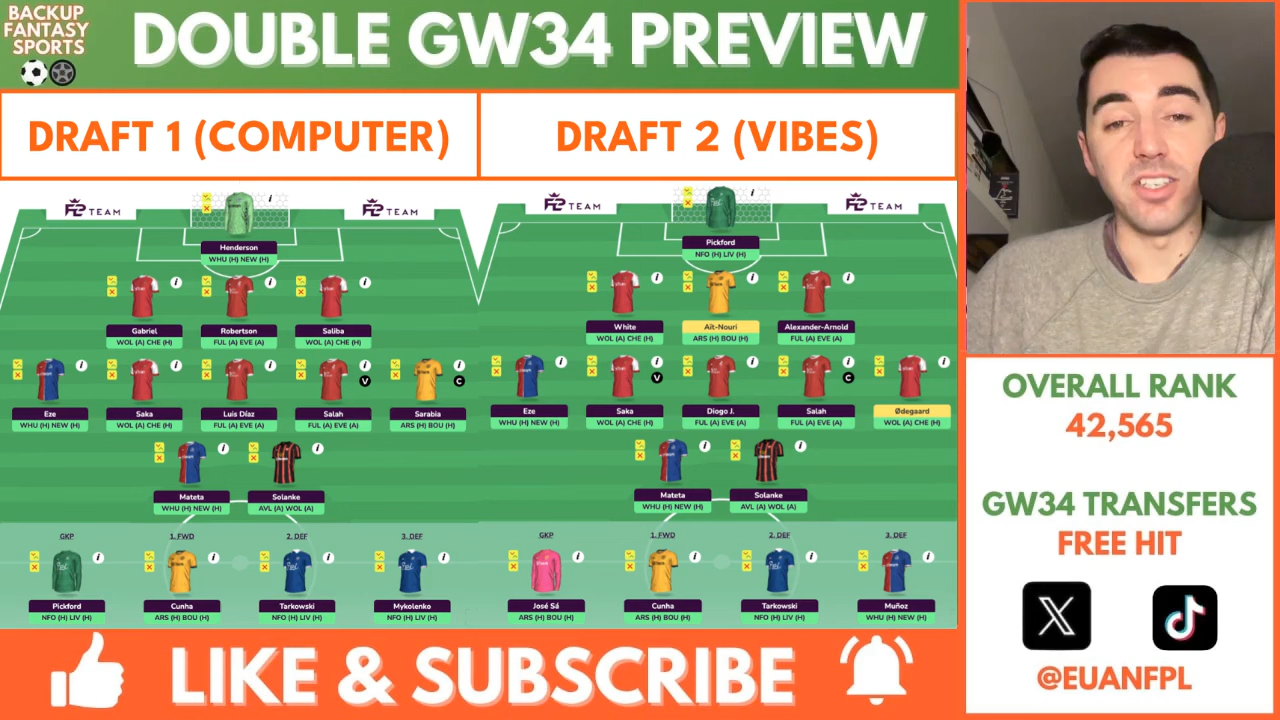 BACKUP
FANTASY
SPORTS
DOUBLE GW34 PREVIEW
DRAFT 1 (COMPUTER)
DRAFT 2 (VIBES)
TEAM
TEAM
Henderson
WHU (H) NEW (H)
Gabriel
WOL (A) CHE (H)
Robertson
FUL (A) EVE (A)
Saliba
WOL (A) CHE (H)
Eze
WHU (H) NEW (H)
Saka
WOL (A) CHE (H)
Luis Díaz
FUL (A) EVE (A)
Salah
FUL (A) EVE (A)
V
Sarabia
ARS (H) BOU (H)
C
Mateta
WHU (H) NEW (H)
Solanke
AVL (A) WOL (A)
GKP
1. FWD
2. DEF
3. DEF
Pickford
NFO (H) LIV (H)
Cunha
ARS (H) BOU (H)
Tarkowski
NFO (H) LIV (H)
Mykolenko
NFO (H) LIV (H)
TEAM
TEAM
Pickford
NFO (H) LIV (H)
White
WOL (A) CHE (H)
Aït-Nouri
ARS (H) BOU (H)
Alexander-Arnold
FUL (A) EVE (A)
Eze
WHU (H) NEW (H)
Saka
WOL (A) CHE (H)
V
Diogo J.
FUL (A) EVE (A)
Salah
FUL (A) EVE (A)
C
Ødegaard
WOL (A) CHE (H)
Mateta
WHU (H) NEW (H)
Solanke
AVL (A) WOL (A)
GKP
1. FWD
2. DEF
3. DEF
José Sá
ARS (H) BOU (H)
Cunha
ARS (H) BOU (H)
Tarkowski
NFO (H) LIV (H)
Muñoz
WHU (H) NEW (H)
LIKE & SUBSCRIBE
OVERALL RANK
42,565
GW34 TRANSFERS
FREE HIT
@EUANFPL